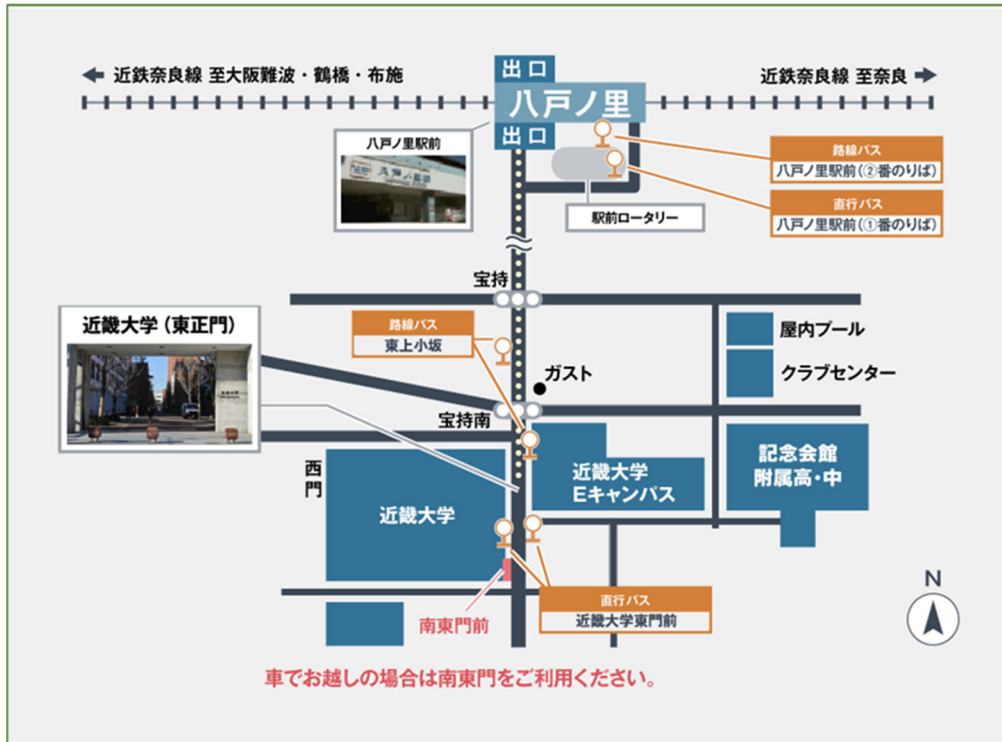 近鉄奈良線 至大阪難波・鶴橋・布施
出口
近鉄奈良線 至奈良
八戸ノ里
出口
八戸ノ里駅前
路線バス
八戸ノ里駅前(②番のりば)
直行バス
八戸ノ里駅前(①番のりば)
駅前ロータリー
宝持
近畿大学(東正門)
路線バス
東上小坂
屋内プール
ガスト
クラブセンター
宝持南
西門
近畿大学
近畿大学
Eキャンパス
記念会館
附属高・中
N
直行バス
近畿大学東門前
南東門前
車でお越しの場合は南東門をご利用ください。